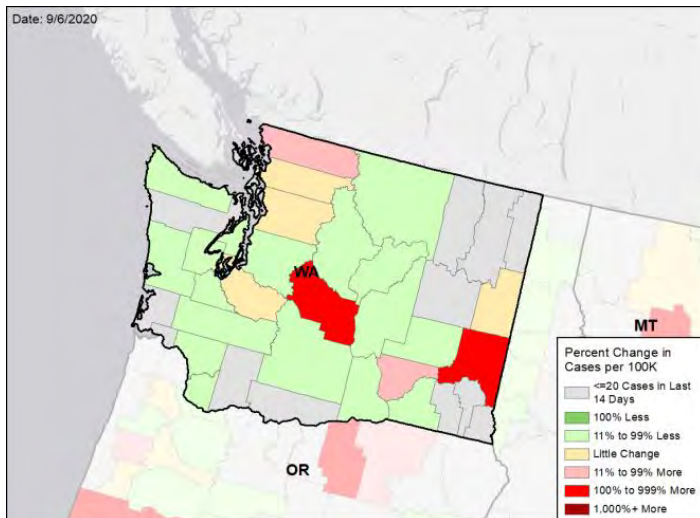 Date: 9/6/2020
WA
MT
OR
Percent Change in
Cases per 100K
<=20 Cases in Last
14 Days
100% Less
11% to 99% Less
Little Change
11% to 99% More
100% to 999% More
1,000%+ More